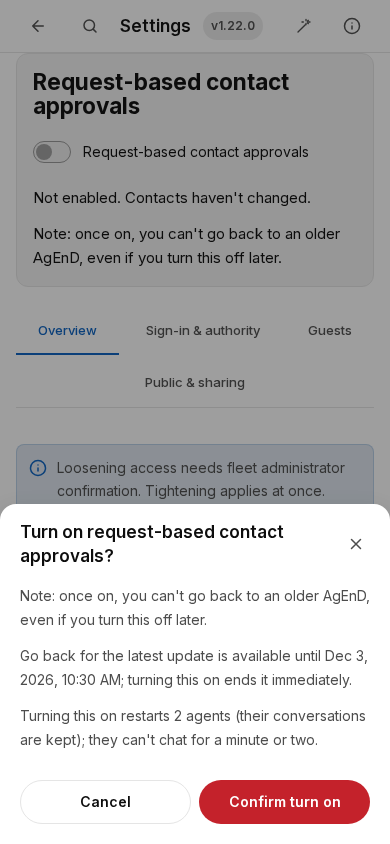 Settings v1.22.0
Request-based contact
approvals
Request-based contact approvals
Not enabled. Contacts haven't changed.
Note: once on, you can't go back to an older
AgEnD, even if you turn this off later.
Overview Sign-in & authority Guests
Public & sharing
Loosening access needs fleet administrator
confirmation. Tightening applies at once.
Turn on request-based contact
approvals?
Note: once on, you can't go back to an older AgEnD,
even if you turn this off later.
Go back for the latest update is available until Dec 3,
2026, 10:30 AM; turning this on ends it immediately.
Turning this on restarts 2 agents (their conversations
are kept); they can't chat for a minute or two.
Cancel Confirm turn on